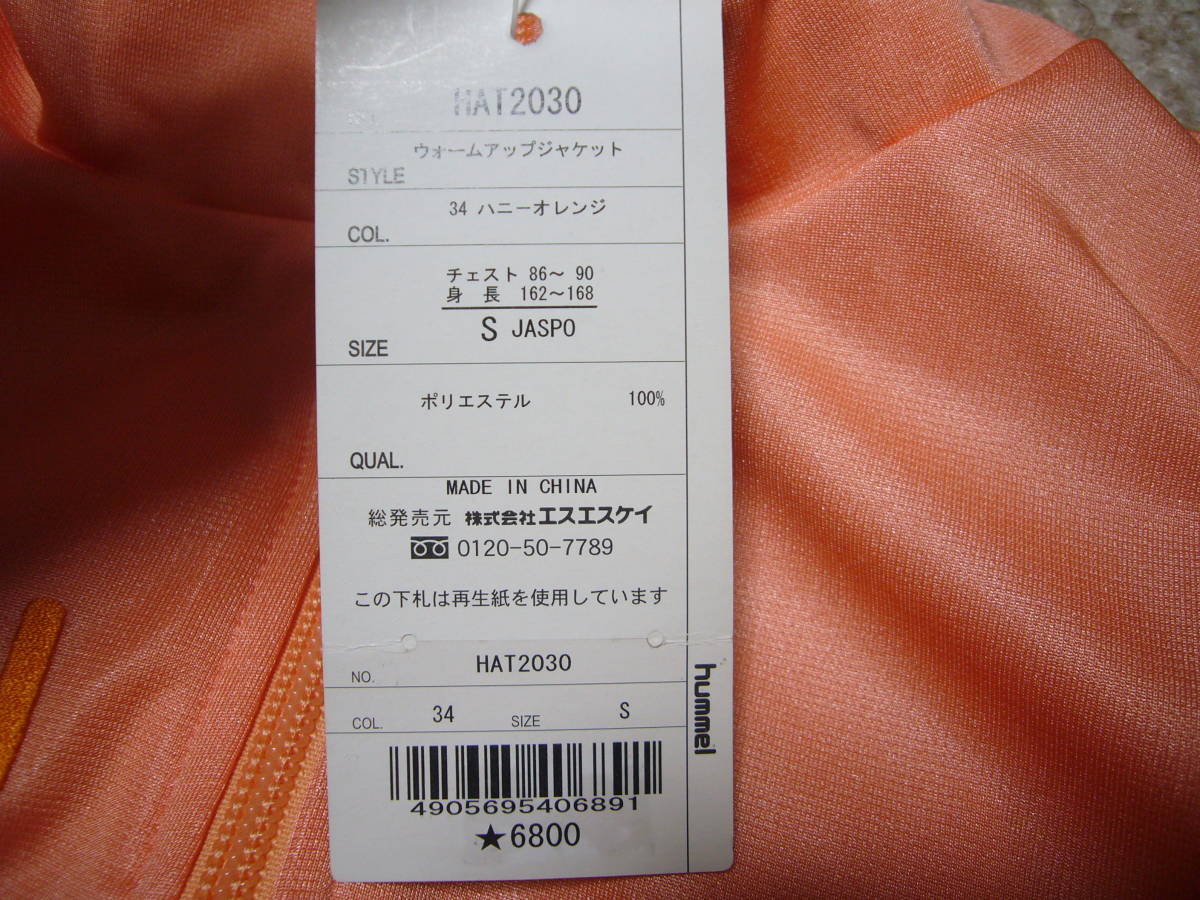 HAT2030
ウォームアップジャケット
STYLE
34 ハニーオレンジ
COL.
チェスト 86～ 90
身 長 162～168
S JASPO
SIZE
ポリエステル 100%
QUAL.
MADE IN CHINA
総発売元 株式会社エスエスケイ
0120-50-7789
この下札は再生紙を使用しています
NO. HAT2030
COL. 34 SIZE S
4905695406891
★6800
hummel